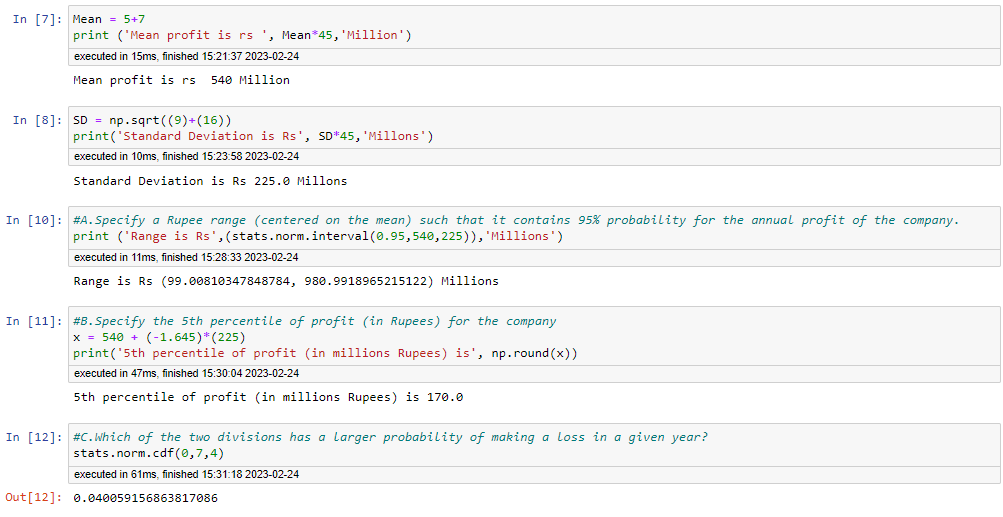 In [7]: Mean = 5+7
print ('Mean profit is rs ', Mean*45,'Million')
executed in 15ms, finished 15:21:37 2023-02-24
Mean profit is rs  540 Million
In [8]: SD = np.sqrt((9)+(16))
print('Standard Deviation is Rs', SD*45,'Millons')
executed in 10ms, finished 15:23:58 2023-02-24
Standard Deviation is Rs 225.0 Millons
In [10]: #A.Specify a Rupee range (centered on the mean) such that it contains 95% probability for the annual profit of the company.
print ('Range is Rs',(stats.norm.interval(0.95,540,225)),'Millions')
executed in 11ms, finished 15:28:33 2023-02-24
Range is Rs (99.00810347848784, 980.9918965215122) Millions
In [11]: #B.Specify the 5th percentile of profit (in Rupees) for the company
x = 540 + (-1.645)*(225)
print('5th percentile of profit (in millions Rupees) is', np.round(x))
executed in 47ms, finished 15:30:04 2023-02-24
5th percentile of profit (in millions Rupees) is 170.0
In [12]: #C.Which of the two divisions has a larger probability of making a loss in a given year?
stats.norm.cdf(0,7,4)
executed in 61ms, finished 15:31:18 2023-02-24
Out[12]: 0.040059156863817086